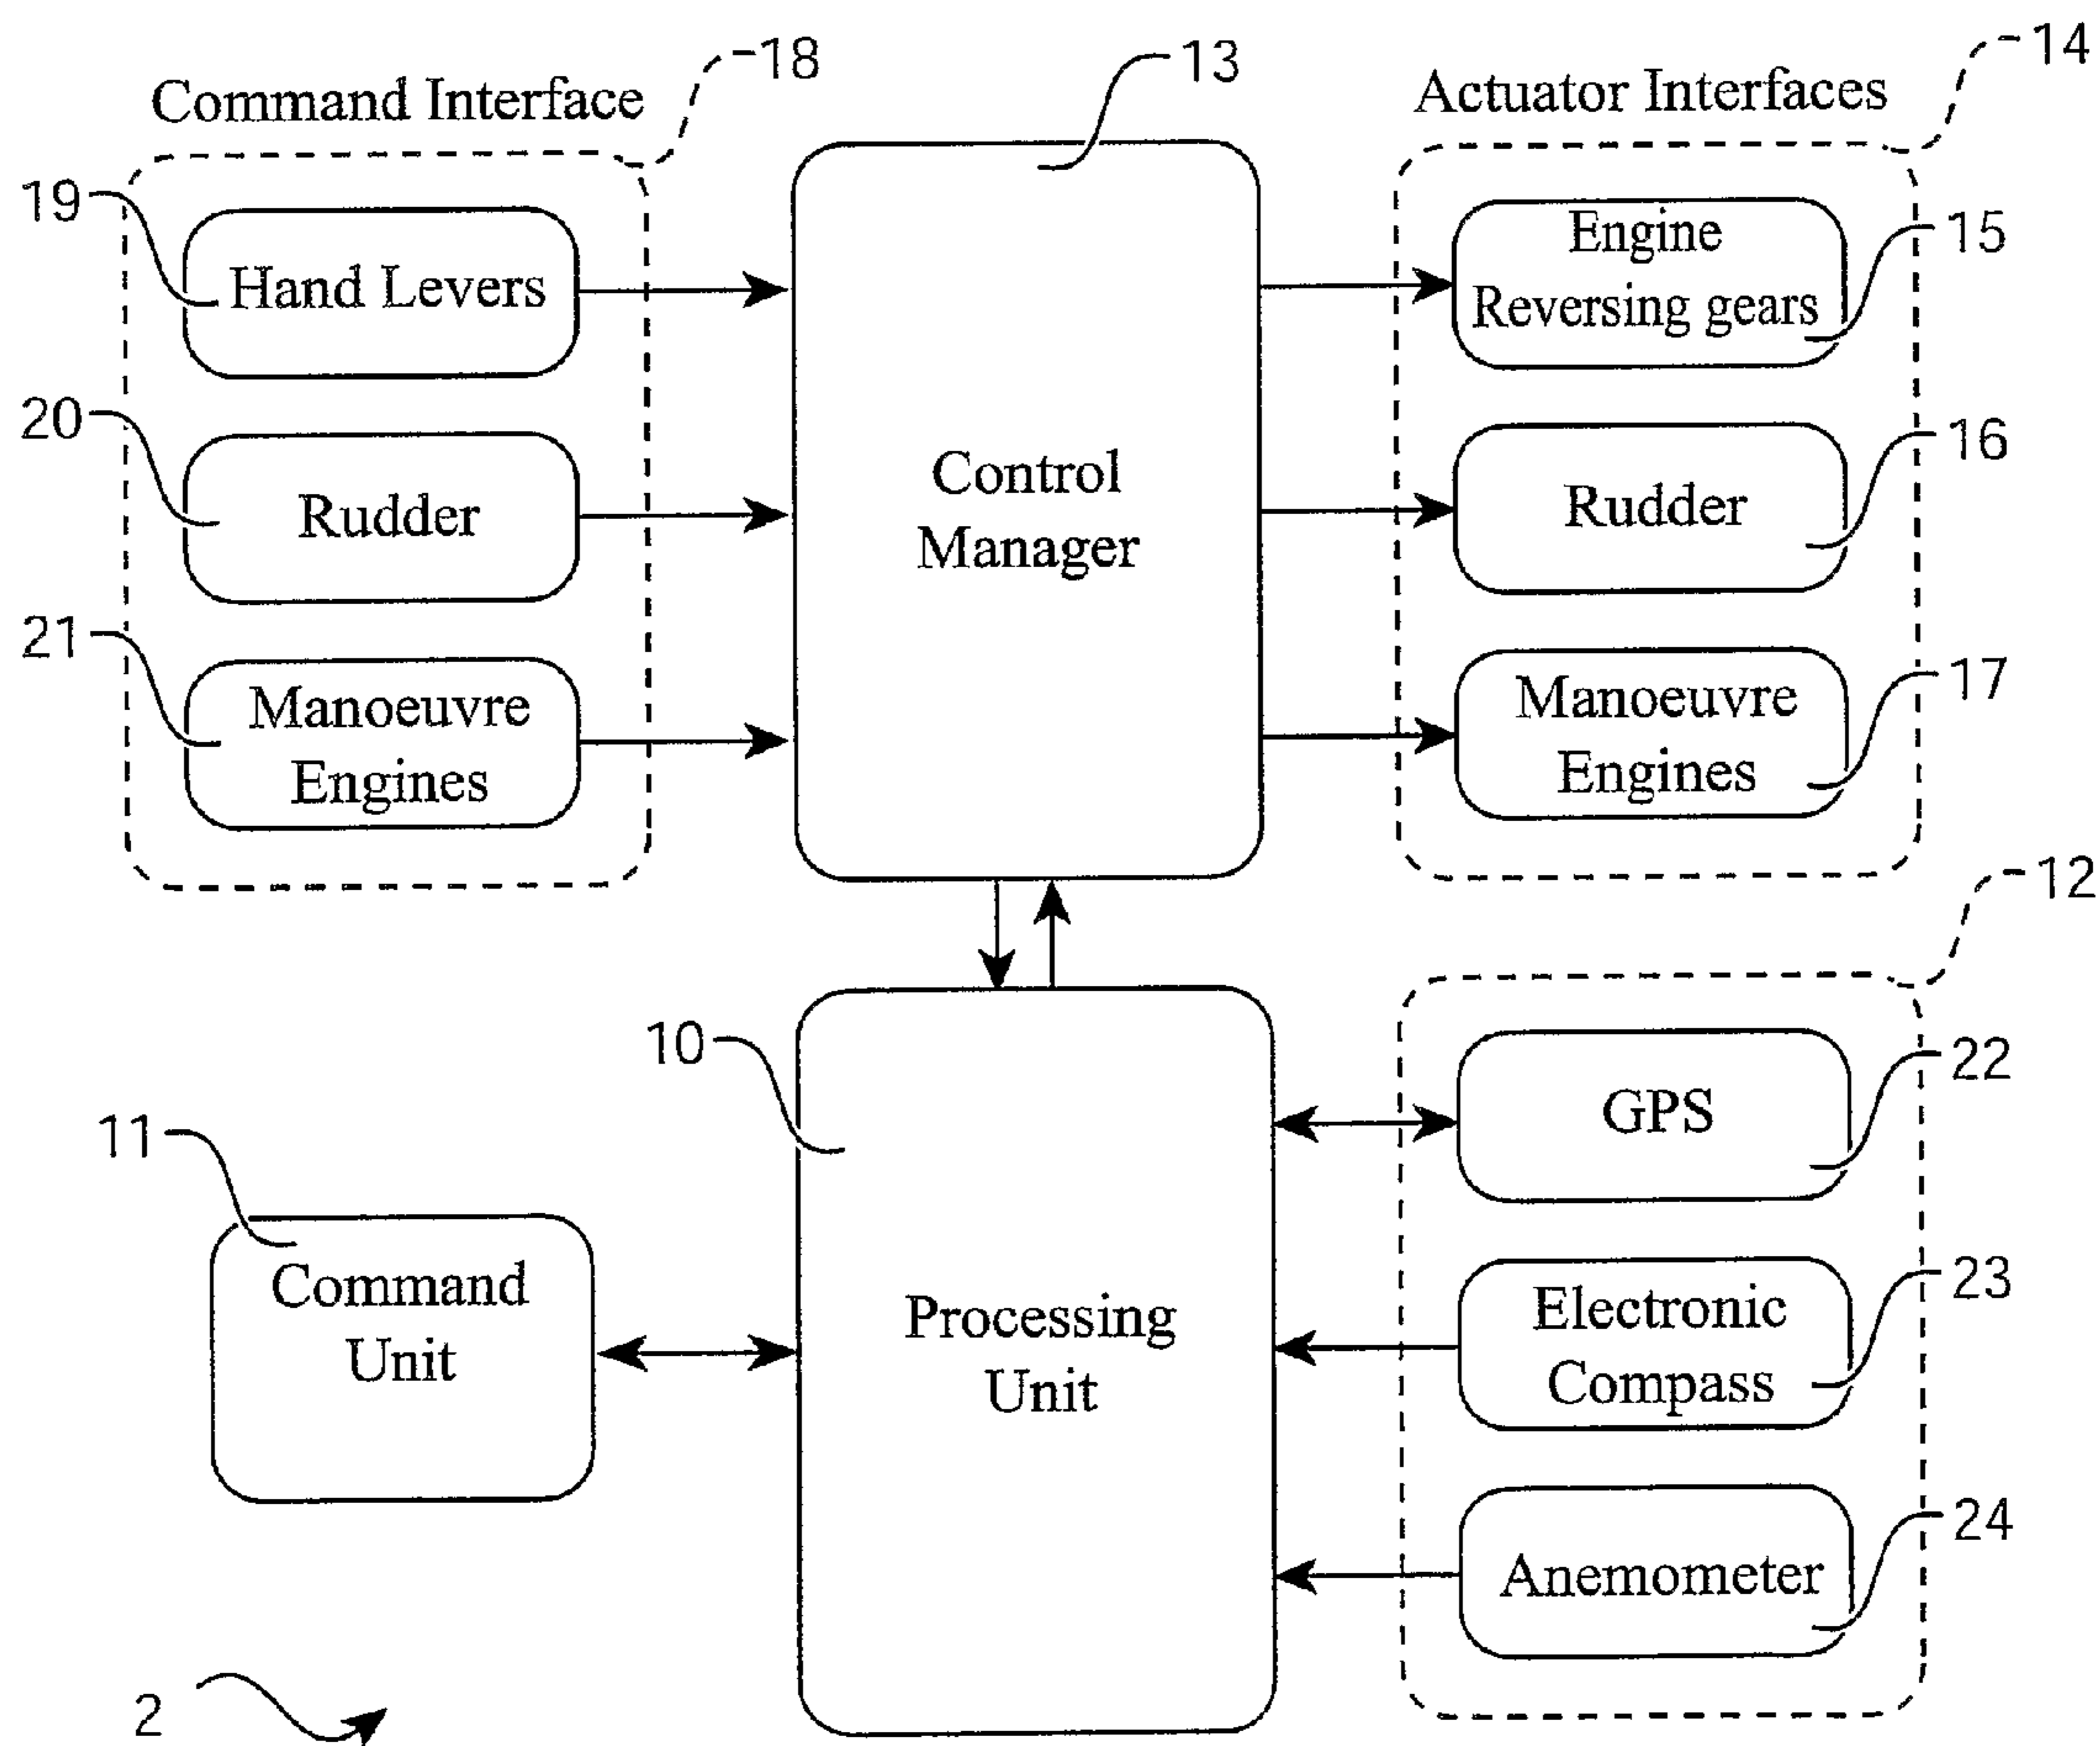 18
13
14
Command Interface
Actuator Interfaces
19
Hand Levers
Engine
Reversing gears
15
20
Rudder
Control
Manager
Rudder
16
21
Manoeuvre
Engines
Manoeuvre
Engines
17
12
10
GPS
22
11
Command
Unit
Processing
Unit
Electronic
Compass
23
Anemometer
24
2